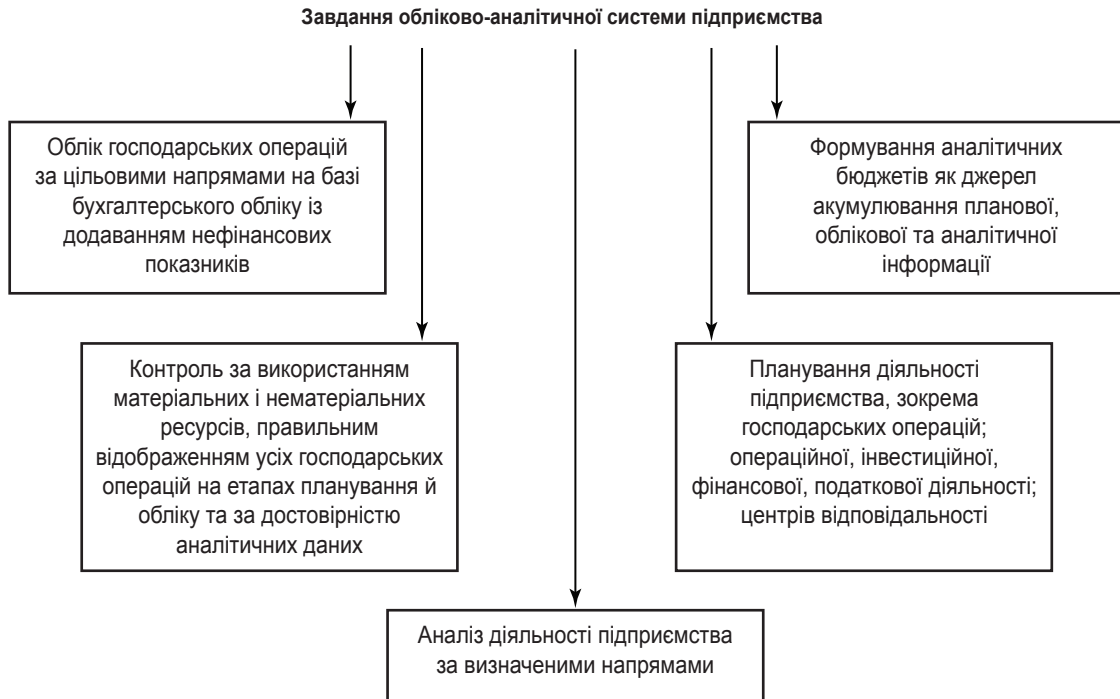 Завдання обліково-аналітичної системи підприємства
Облік господарських операцій
за цільовими напрямами на базі
бухгалтерського обліку із
додаванням нефінансових
показників
Формування аналітичних
бюджетів як джерел
акумулювання планової,
облікової та аналітичної
інформації
Контроль за використанням
матеріальних і нематеріальних
ресурсів, правильним
відображенням усіх господарських
операцій на етапах планування й
обліку та за достовірністю
аналітичних даних
Планування діяльності
підприємства, зокрема
господарських операцій;
операційної, інвестиційної,
фінансової, податкової діяльності;
центрів відповідальності
Аналіз діяльності підприємства
за визначеними напрямами